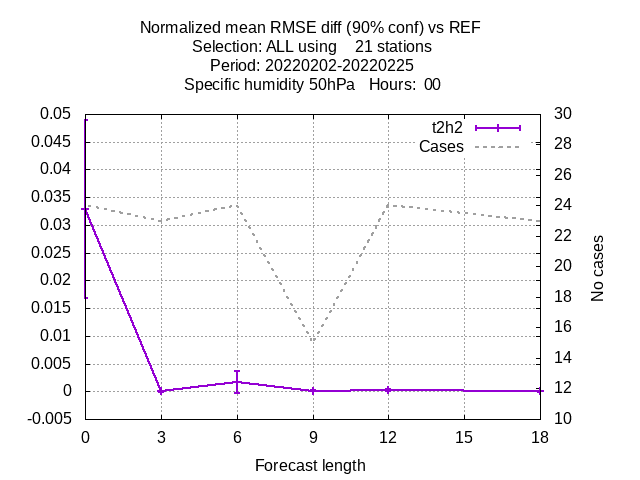 Normalized mean RMSE diff (90% conf) vs REF
Selection: ALL using    21 stations
Period: 20220202-20220225
Specific humidity 50hPa   Hours:  00
t2h2
Cases
0.05
0.045
0.04
0.035
0.03
0.025
0.02
0.015
0.01
0.005
0
-0.005
30
28
26
24
22
20
18
16
14
12
10
No cases
0 3 6 9 12 15 18
Forecast length